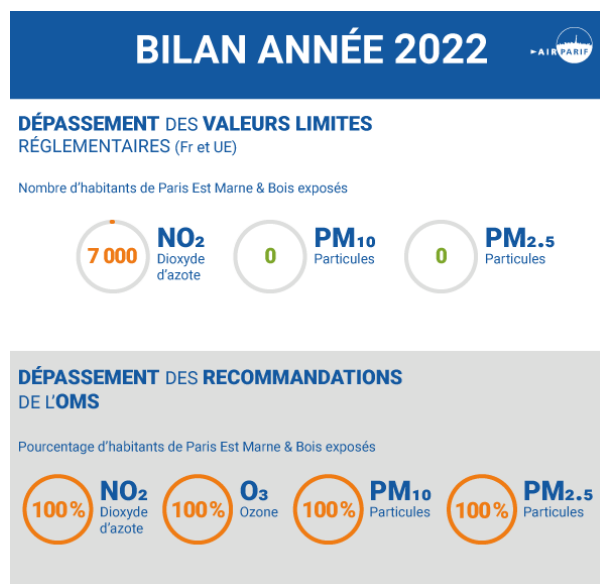 BILAN ANNÉE 2022
AIRPARIF
DÉPASSEMENT DES VALEURS LIMITES
RÉGLEMENTAIRES (Fr et UE)
Nombre d'habitants de Paris Est Marne & Bois exposés
7 000
NO₂
Dioxyde
d'azote
0
PM₁₀
Particules
0
PM₂.₅
Particules
DÉPASSEMENT DES RECOMMANDATIONS
DE L'OMS
Pourcentage d'habitants de Paris Est Marne & Bois exposés
100%
NO₂
Dioxyde
d'azote
100%
O₃
Ozone
100%
PM₁₀
Particules
100%
PM₂.₅
Particules